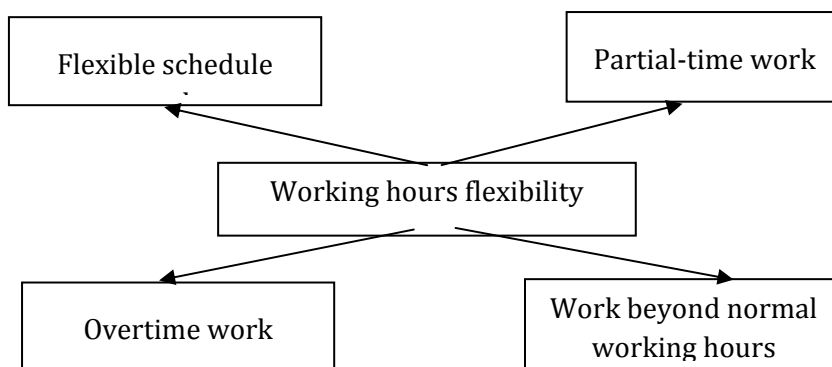 Flexible schedule
Partial-time work
Working hours flexibility
Overtime work
Work beyond normal
working hours